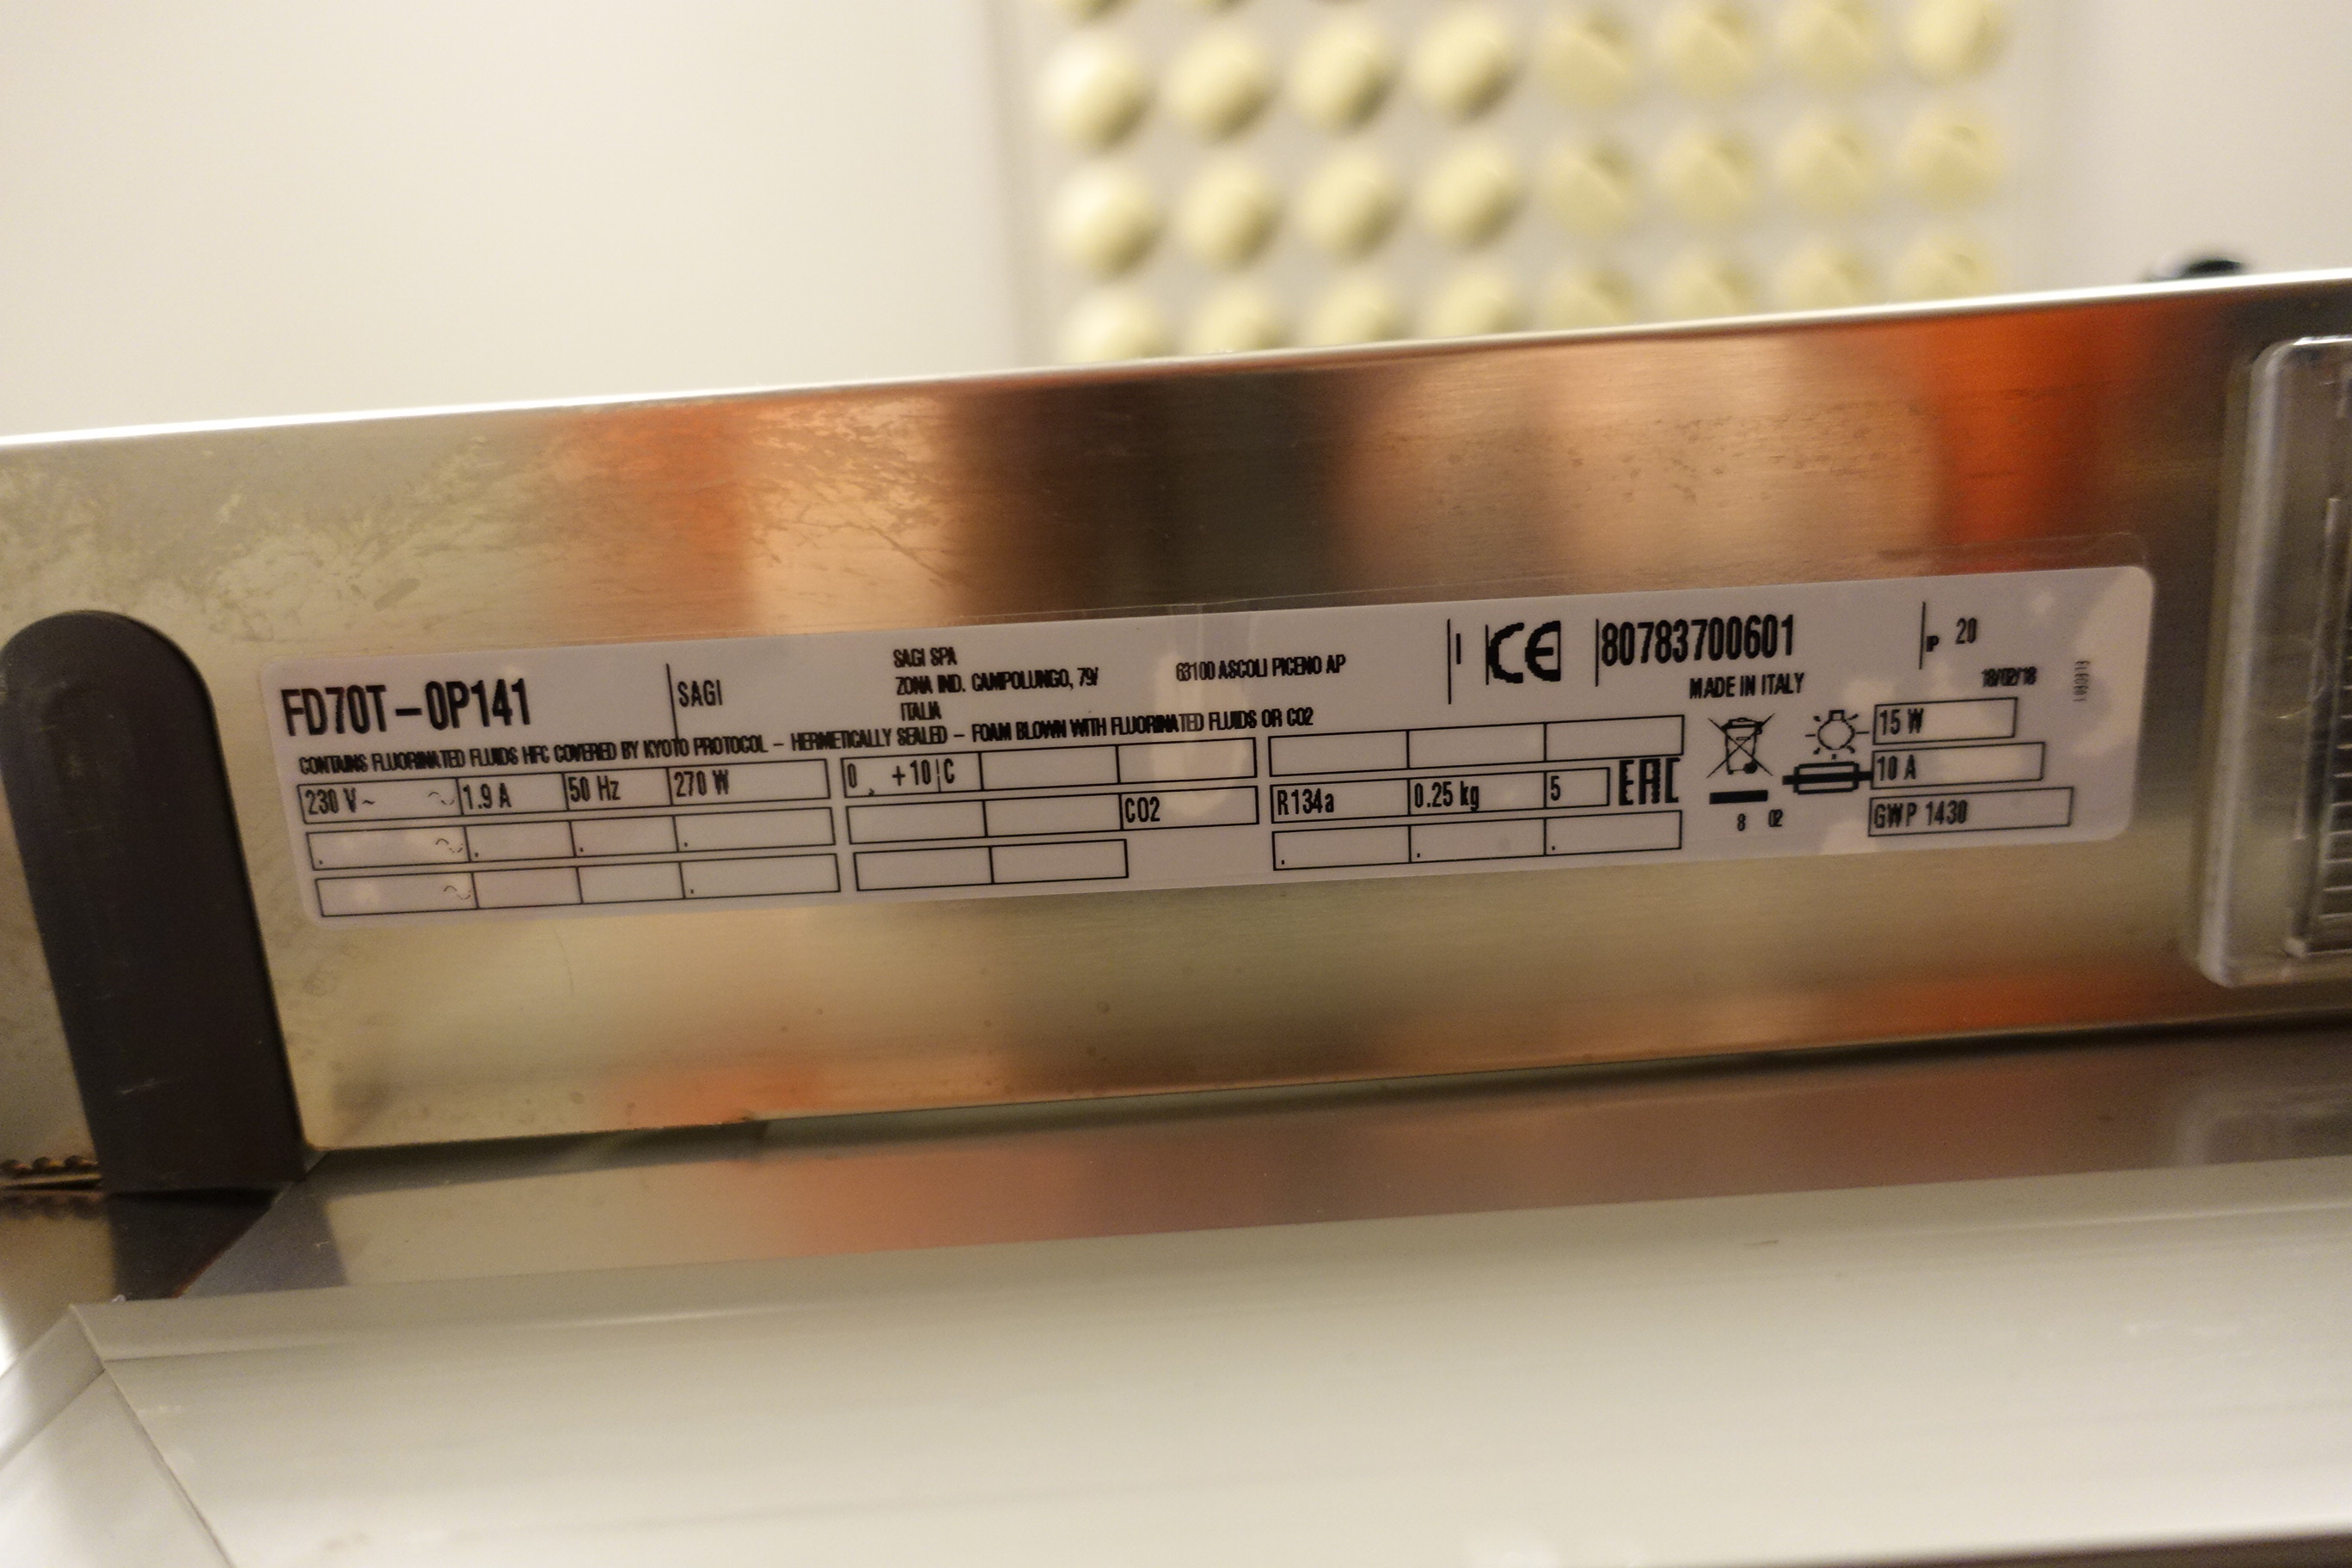 FD70T-0P141 SAGI
SAGI SPA
ZONA IND. CAMPOLUNGO, 79/ 63100 ASCOLI PICENO AP
ITALIA
I CE 80783700601 IP 20
MADE IN ITALY 18/02/18
CONTAINS FLUORINATED FLUIDS HFC COVERED BY KYOTO PROTOCOL - HERMETICALLY SEALED - FOAM BLOWN WITH FLUORINATED FLUIDS OR CO2
230 V~ 1.9 A 50 Hz 270 W 0 +10 C
CO2 R134a 0.25 kg 5 EAC
15 W
10 A
GWP 1430
8 02